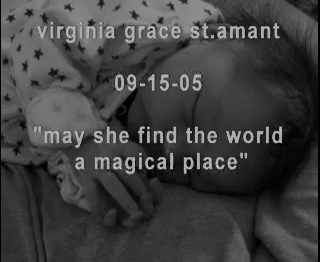 virginia grace st.amant
09-15-05
"may she find the world
a magical place"